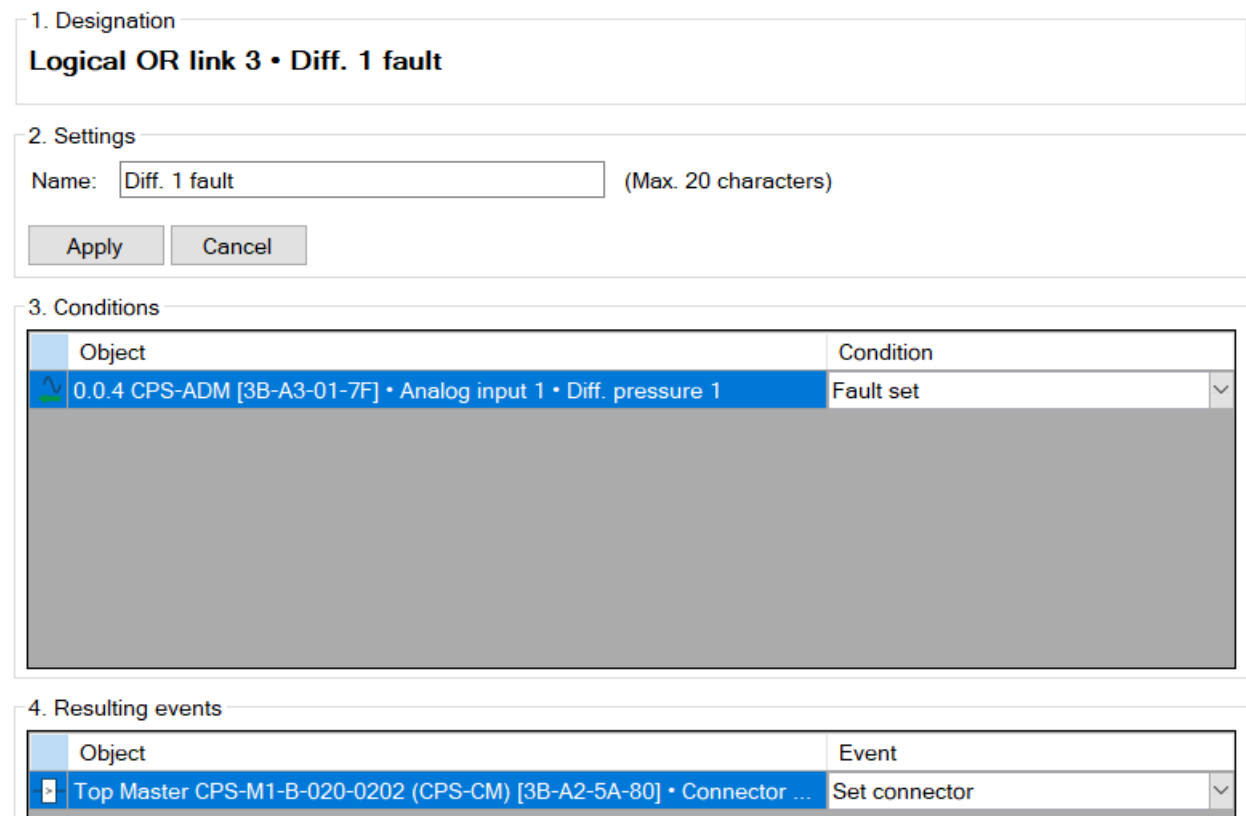 1. Designation
Logical OR link 3 • Diff. 1 fault
2. Settings
Name: Diff. 1 fault (Max. 20 characters)
Apply Cancel
3. Conditions
Object Condition
0.0.4 CPS-ADM [3B-A3-01-7F] • Analog input 1 • Diff. pressure 1 Fault set
4. Resulting events
Object Event
Top Master CPS-M1-B-020-0202 (CPS-CM) [3B-A2-5A-80] • Connector ... Set connector